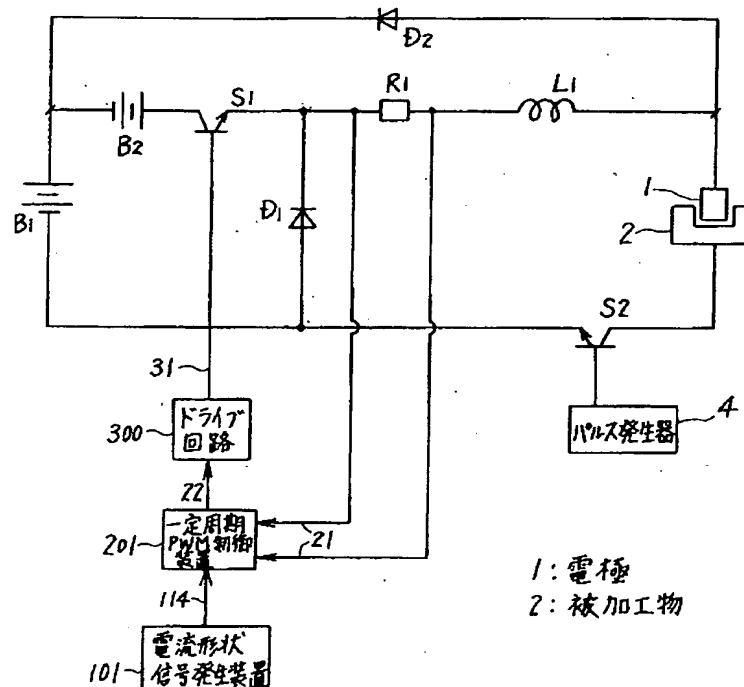 D2
S1
R1
L1
B2
B1
D1
1
2
S2
31
ドライブ
回路
300
パルス発生器
4
22
一定周期
PWM制御
装置
201
21
114
1:電極
2:被加工物
電流形状
信号発生装置
101